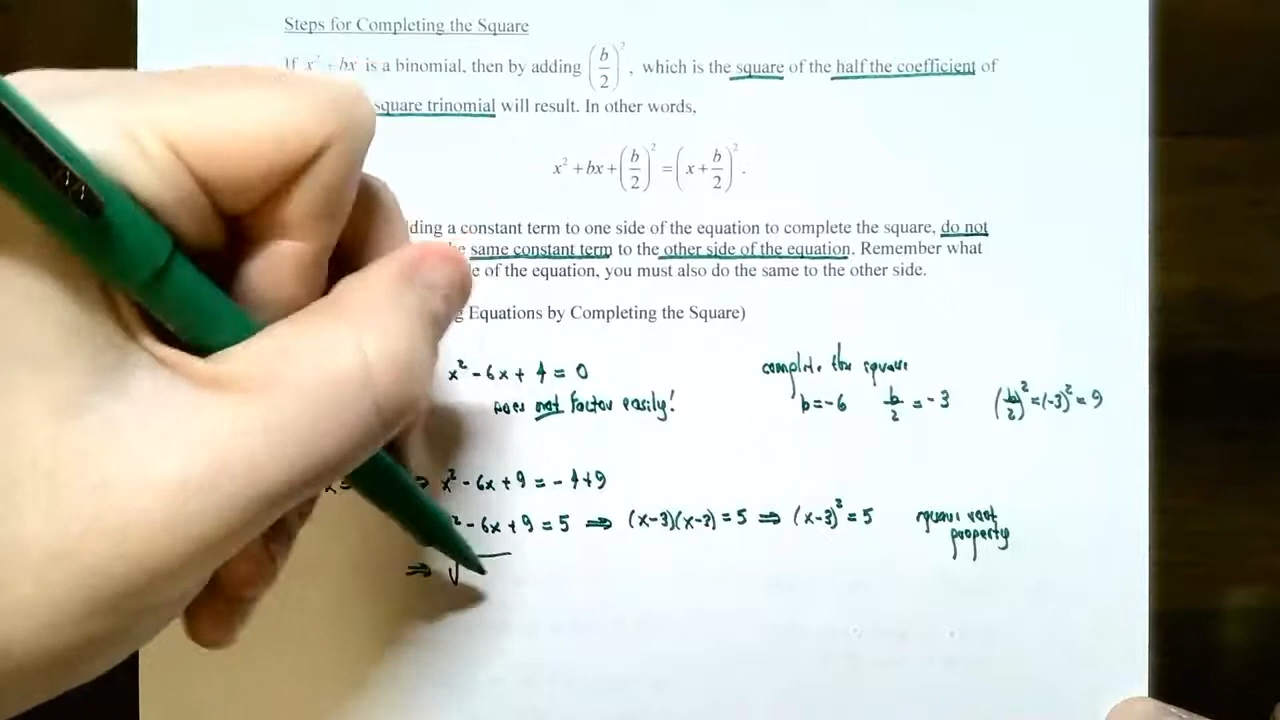 Steps for Completing the Square
If x² + bx is a binomial, then by adding (b/2)², which is the square of the half the coefficient of
square trinomial will result. In other words,
x² + bx + (b/2)² = (x + b/2)².
ding a constant term to one side of the equation to complete the square, do not
same constant term to the other side of the equation. Remember what
e of the equation, you must also do the same to the other side.
g Equations by Completing the Square)
x² - 6x + 4 = 0 complete the square
Does not factor easily! b = -6 b/2 = -3 (b/2)² = (-3)² = 9
⇒ x² - 6x + 9 = -4+9
² - 6x + 9 = 5 ⇒ (x-3)(x-3) = 5 ⇒ (x-3)² = 5 square root
property
⇒ √